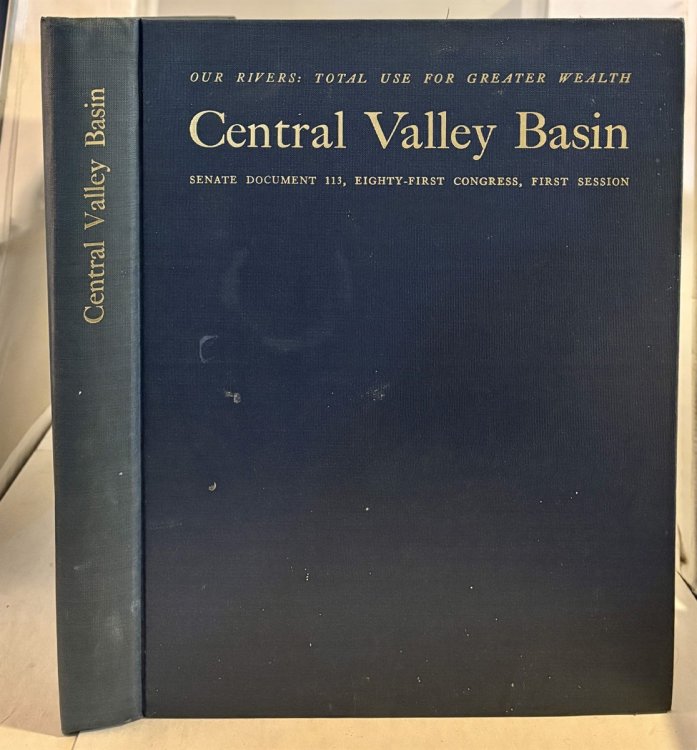 Central Valley Basin
OUR RIVERS: TOTAL USE FOR GREATER WEALTH
Central Valley Basin
SENATE DOCUMENT 113, EIGHTY-FIRST CONGRESS, FIRST SESSION